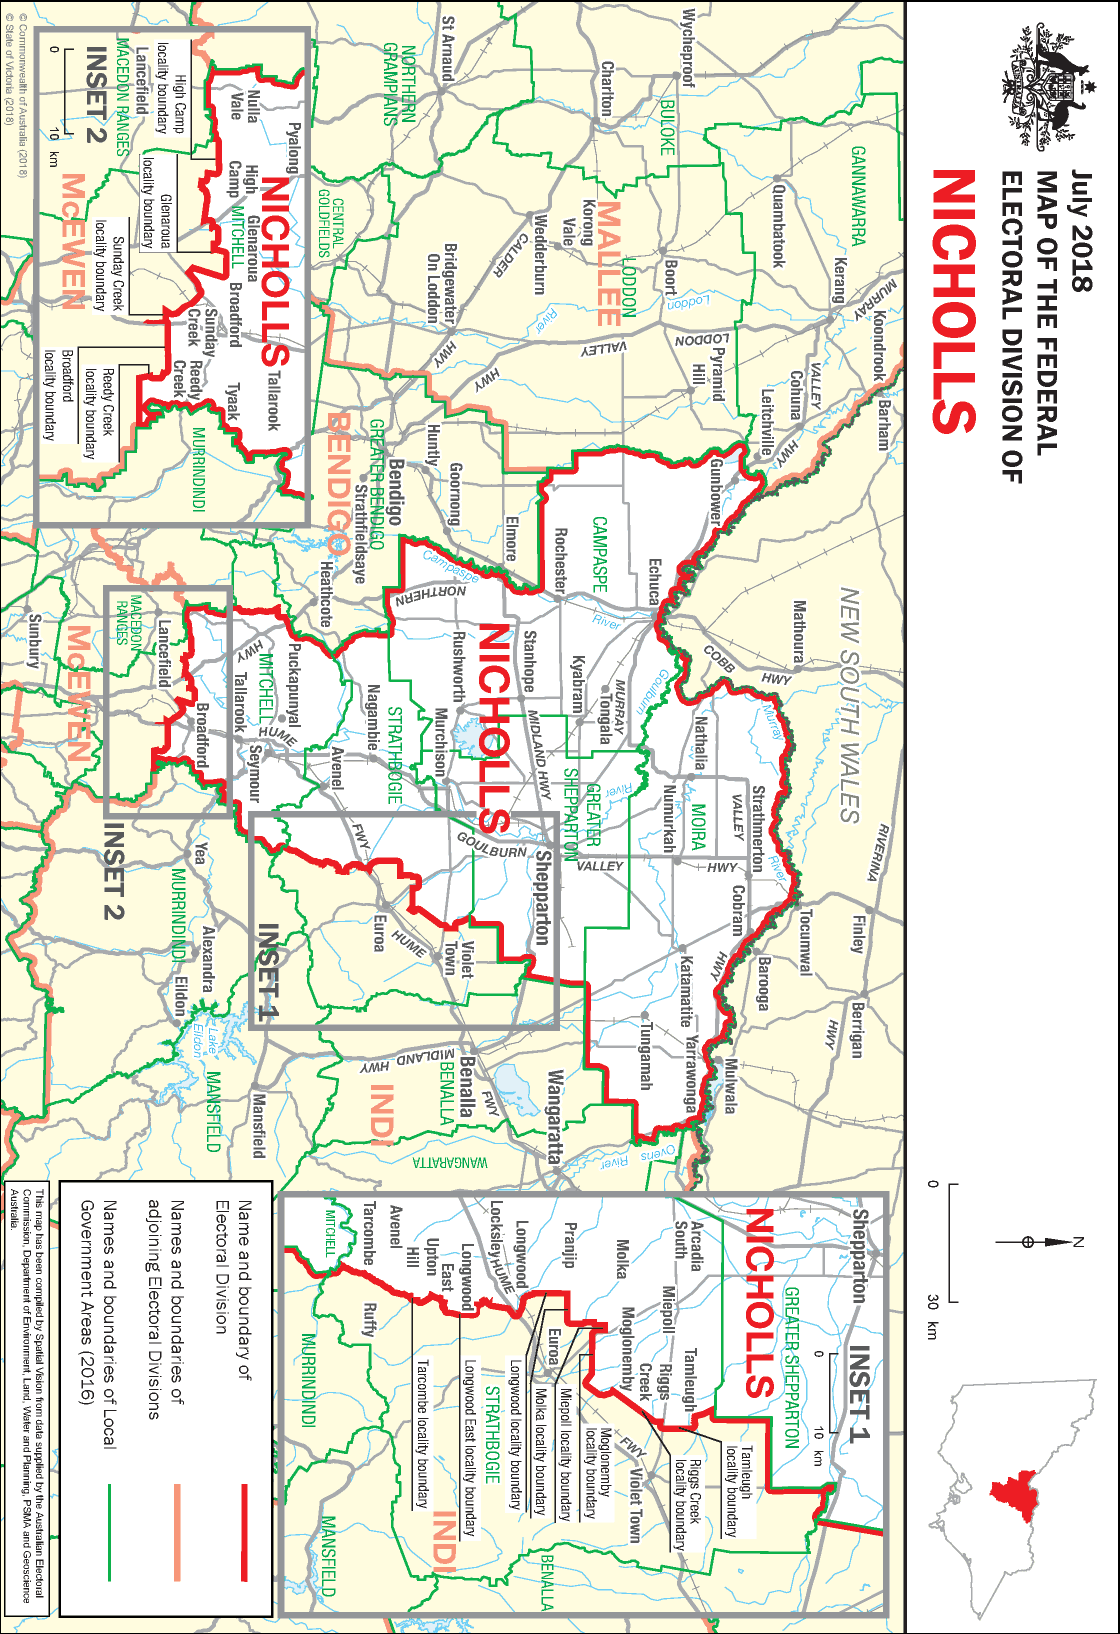 July 2018
MAP OF THE FEDERAL
ELECTORAL DIVISION OF
NICHOLLS
0
30 km
N
NEW SOUTH WALES
GANNAWARRA
BULOKE
NORTHERN
GRAMPIANS
MALLEE
LODDON
CENTRAL
GOLDFIELDS
BENDIGO
GREATER BENDIGO
CAMPASPE
NICHOLLS
GREATER
SHEPPARTON
MOIRA
STRATHBOGIE
MITCHELL
MACEDON
RANGES
McEWEN
MURRINDINDI
MANSFIELD
INDI
BENALLA
WANGARATTA
Wycheproof
St Arnaud
Charlton
Quambatook
Kerang
Koondrook
Barham
MURRAY
VALLEY
HWY
Cohuna
Leitchville
Boort
Loddon
River
LODDON
VALLEY
HWY
Pyramid
Hill
Korong
Vale
Wedderburn
CALDER
HWY
Bridgewater
On Loddon
Gunbower
Huntly
Goornong
Bendigo
Strathfieldsaye
Elmore
Rochester
Echuca
Campaspe
River
NORTHERN
HWY
Heathcote
Mathoura
COBB
HWY
Stanhope
Rushworth
Kyabram
Tongala
MURRAY
Goulburn
River
MIDLAND HWY
Murchison
Nagambie
Puckapunyal
Tallarook
HUME
FWY
Seymour
Avenel
Broadford
Lancefield
Sunbury
Nathalia
Numurkah
Strathmerton
VALLEY
HWY
Murray
River
Cobram
Tocumwal
Barooga
HWY
Finley
RIVERINA
HWY
Berrigan
Katamatite
Yarrawonga
Mulwala
Tungamah
Shepparton
GOULBURN
VALLEY
Euroa
HUME
FWY
Violet
Town
Benalla
MIDLAND
HWY
Wangaratta
Ovens
River
Yea
Alexandra
Eildon
Lake
Eildon
Mansfield
INSET 1
INSET 2
INSET 2
0
10 km
NICHOLLS
Pyalong
Nulla
Vale
High
Camp
Glenaroua
MITCHELL
Broadford
Sunday
Creek
Reedy
Creek
Tallarook
Tyaak
MURRINDINDI
Lancefield
MACEDON RANGES
McEWEN
High Camp
locality boundary
Glenaroua
locality boundary
Sunday Creek
locality boundary
Reedy Creek
locality boundary
Broadford
locality boundary
© Commonwealth of Australia (2018)
© State of Victoria (2018)
INSET 1
0
10 km
Shepparton
NICHOLLS
GREATER SHEPPARTON
Arcadia
South
Molka
Miepoll
Tamleugh
Riggs
Creek
Moglonemby
Pranjip
Longwood
Locksley
HUME
Longwood
East
Upton
Hill
Avenel
Tarcombe
Ruffy
MITCHELL
Euroa
FWY
Violet Town
STRATHBOGIE
INDI
MURRINDINDI
MANSFIELD
BENALLA
Tamleugh
locality boundary
Riggs Creek
locality boundary
Moglonemby
locality boundary
Miepoll locality boundary
Molka locality boundary
Longwood locality boundary
Longwood East locality boundary
Tarcombe locality boundary
Name and boundary of
Electoral Division
Names and boundaries of
adjoining Electoral Divisions
Names and boundaries of Local
Government Areas (2016)
This map has been compiled by Spatial Vision from data supplied by the Australian Electoral
Commission, Department of Environment, Land, Water and Planning, PSMA and Geoscience
Australia.